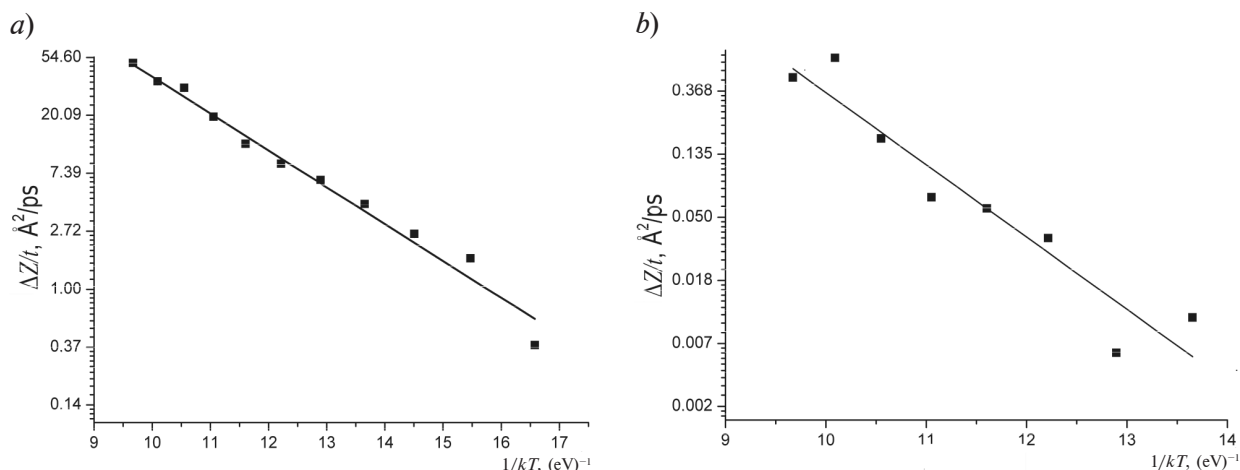 a)
54.60
20.09
7.39
2.72
1.00
0.37
0.14
ΔZ/t, Å²/ps
9 10 11 12 13 14 15 16 17
1/kT, (eV)⁻¹
b)
0.368
0.135
0.050
0.018
0.007
0.002
ΔZ/t, Å²/ps
9 10 11 12 13 14
1/kT, (eV)⁻¹